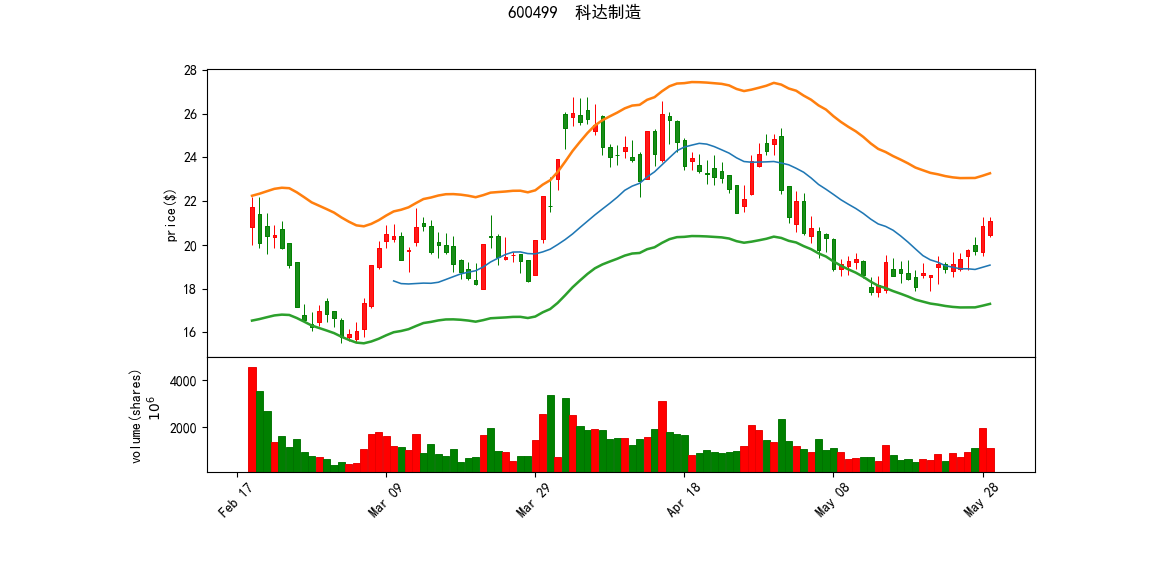 600499  科达制造
28
26
24
22
20
18
16
price($)
4000
2000
volume(shares)
10^6
Feb 17
Mar 09
Mar 29
Apr 18
May 08
May 28